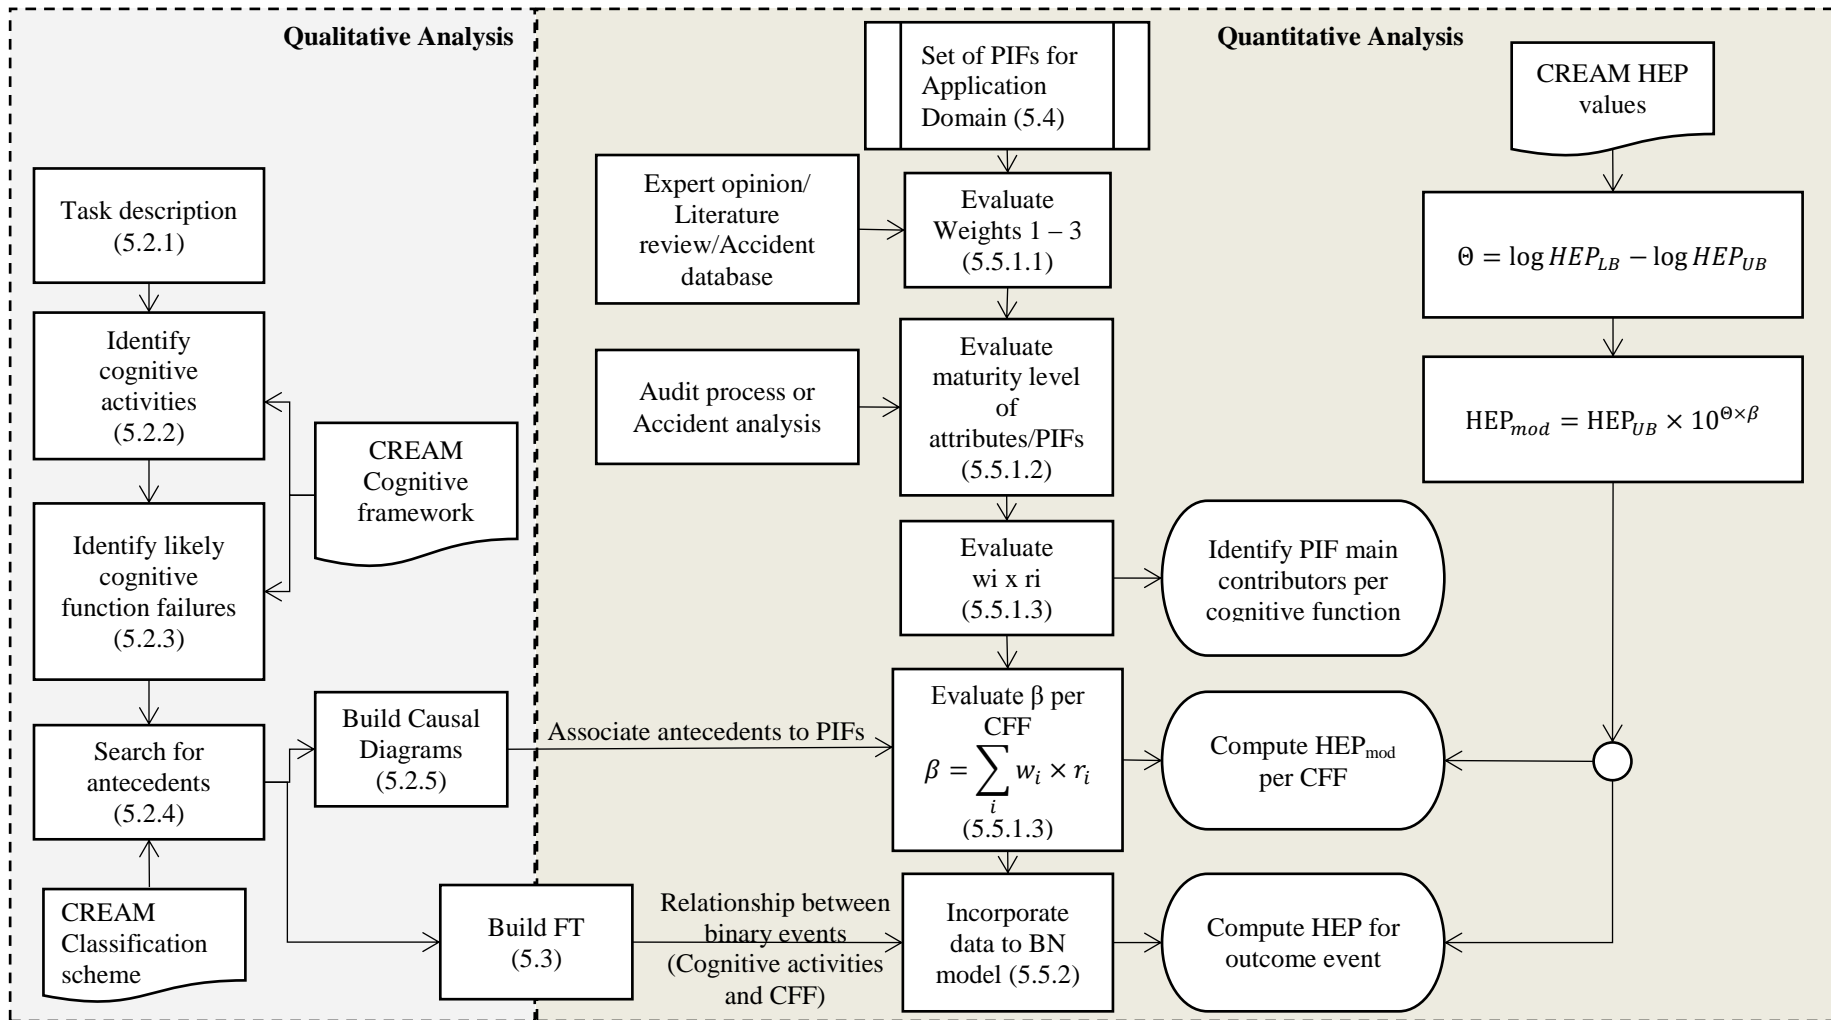 Qualitative Analysis
Task description
(5.2.1)
Identify
cognitive
activities
(5.2.2)
CREAM
Cognitive
framework
Identify likely
cognitive
function failures
(5.2.3)
Search for
antecedents
(5.2.4)
Build Causal
Diagrams
(5.2.5)
CREAM
Classification
scheme
Build FT
(5.3)
Quantitative Analysis
Set of PIFs for
Application
Domain (5.4)
Expert opinion/
Literature
review/Accident
database
Evaluate
Weights 1 – 3
(5.5.1.1)
Audit process or
Accident analysis
Evaluate
maturity level
of
attributes/PIFs
(5.5.1.2)
Evaluate
wi x ri
(5.5.1.3)
Identify PIF main
contributors per
cognitive function
Associate antecedents to PIFs
Evaluate β per
CFF
β = ∑_i w_i × r_i
(5.5.1.3)
Compute HEP_mod
per CFF
Relationship between
binary events
(Cognitive activities
and CFF)
Incorporate
data to BN
model (5.5.2)
Compute HEP for
outcome event
CREAM HEP
values
Θ = log HEP_LB − log HEP_UB
HEP_mod = HEP_UB × 10^{Θ×β}